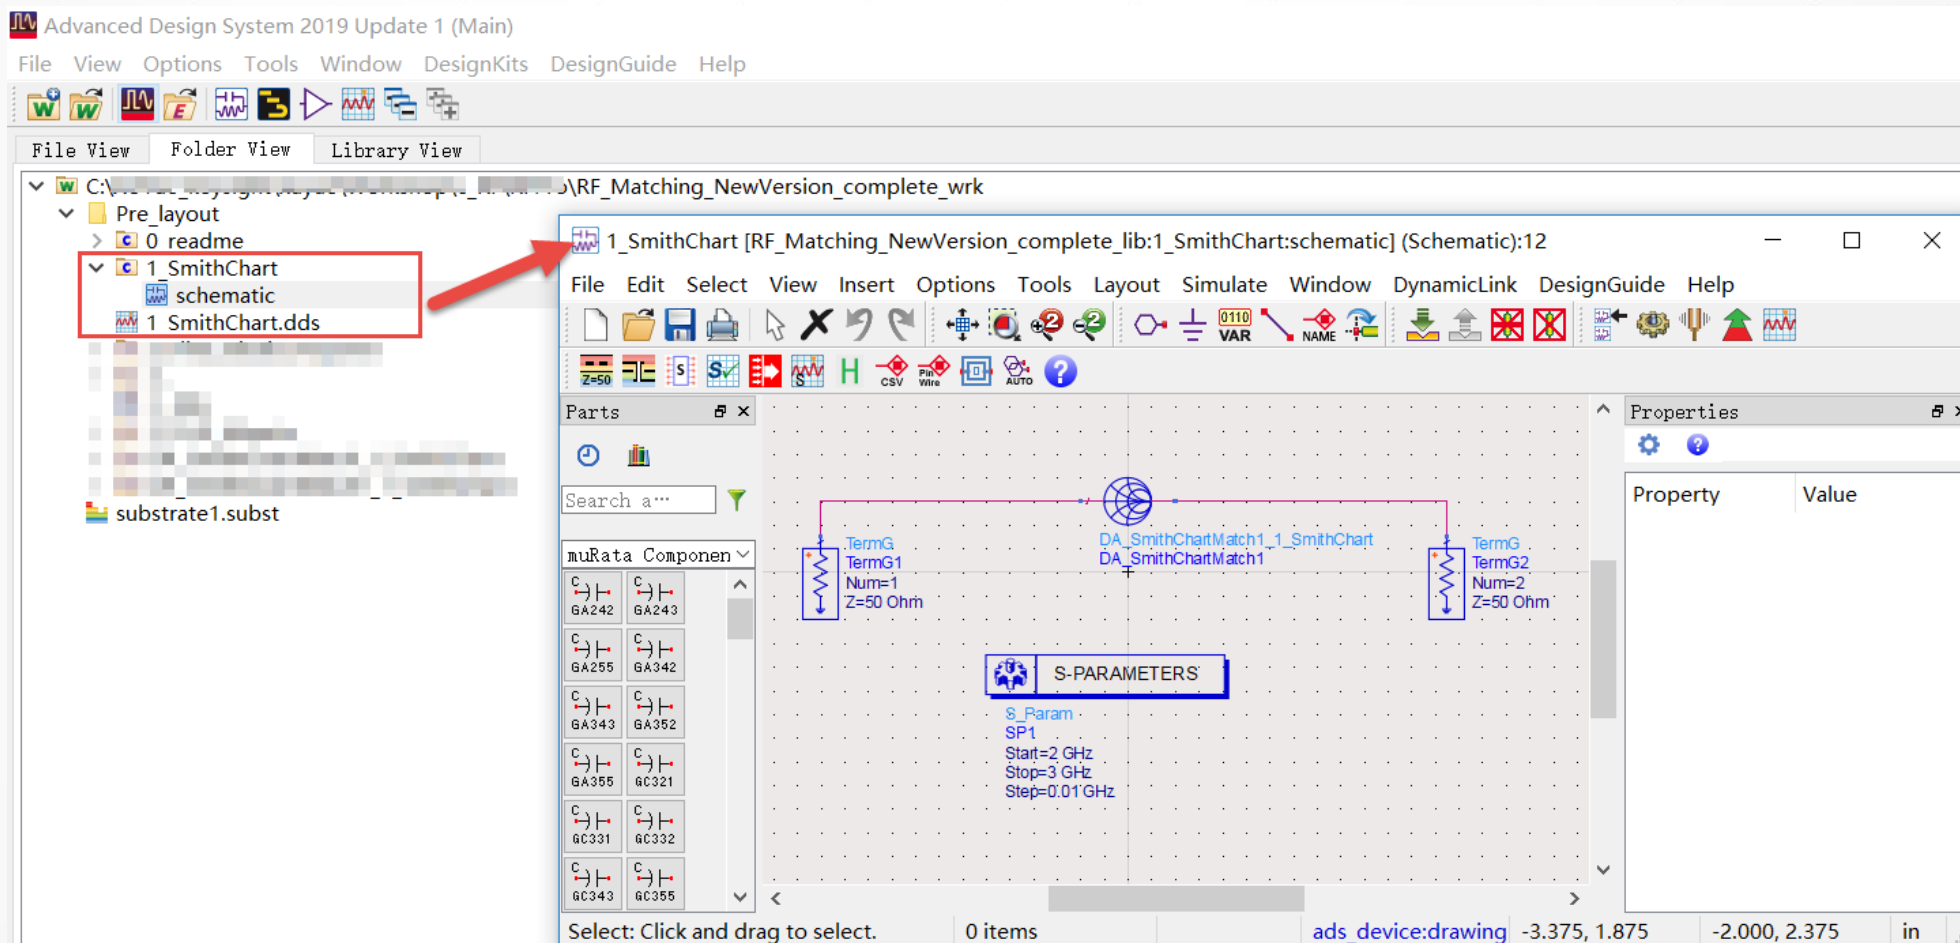 Advanced Design System 2019 Update 1 (Main)
File View Options Tools Window DesignKits DesignGuide Help
File View Folder View Library View
C:\
\RF_Matching_NewVersion_complete_wrk
Pre_layout
0_readme
1_SmithChart
schematic
1_SmithChart.dds
substrate1.subst
1_SmithChart [RF_Matching_NewVersion_complete_lib:1_SmithChart:schematic] (Schematic):12
File Edit Select View Insert Options Tools Layout Simulate Window DynamicLink DesignGuide Help
2 2 0110 VAR NAME
Z=50 S S S H CSV Pin Wire AUTO ?
Parts
Search a…
muRata Componen
C C
GA242 GA243
C C
GA255 GA342
C C
GA343 GA352
C C
GA355 GC321
C C
GC331 GC332
C C
GC343 GC355
TermG
TermG1
Num=1
Z=50 Ohm
DA_SmithChartMatch1_1_SmithChart
DA_SmithChartMatch1
TermG
TermG2
Num=2
Z=50 Ohm
S-PARAMETERS
S_Param
SP1
Start=2 GHz
Stop=3 GHz
Step=0.01 GHz
Properties
Property Value
Select: Click and drag to select. 0 items ads_device:drawing -3.375, 1.875 -2.000, 2.375 in